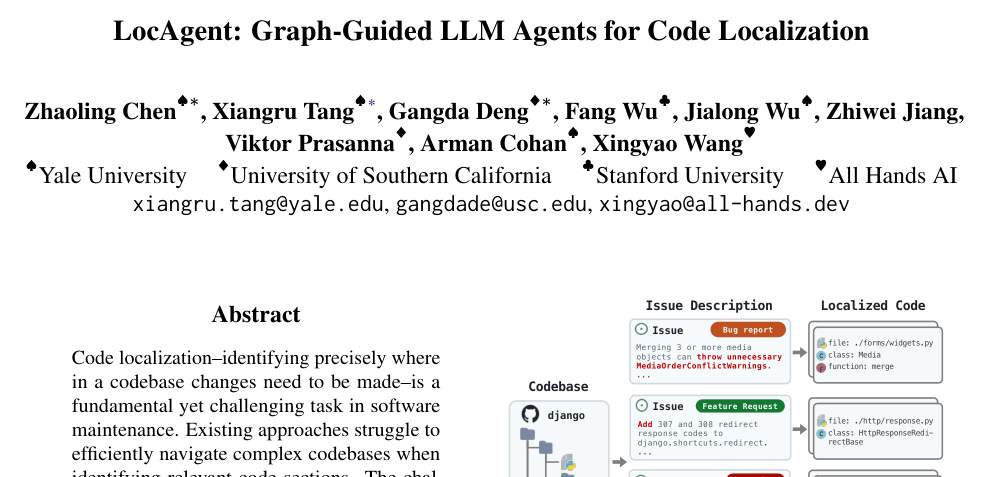 LocAgent: Graph-Guided LLM Agents for Code Localization
Zhaoling Chen♠*, Xiangru Tang♠*, Gangda Deng♦*, Fang Wu♣, Jialong Wu♠, Zhiwei Jiang,
Viktor Prasanna♦, Arman Cohan♠, Xingyao Wang♥
♠Yale University ♦University of Southern California ♣Stanford University ♥All Hands AI
xiangru.tang@yale.edu, gangdade@usc.edu, xingyao@all-hands.dev
Abstract
Code localization–identifying precisely where
in a codebase changes need to be made–is a
fundamental yet challenging task in software
maintenance. Existing approaches struggle to
efficiently navigate complex codebases when
identifying relevant code sections. The chal-
Codebase
django
Issue Description
Issue Bug report
Merging 3 or more media
objects can throw unnecessary
MediaOrderConflictWarnings.
...
Issue Feature Request
Add 307 and 308 redirect
response codes to
django.shortcuts.redirect.
...
Localized Code
file: ./forms/widgets.py
C class: Media
F function: merge
file: ./http/response.py
C class: HttpResponseRedi-
rectBase